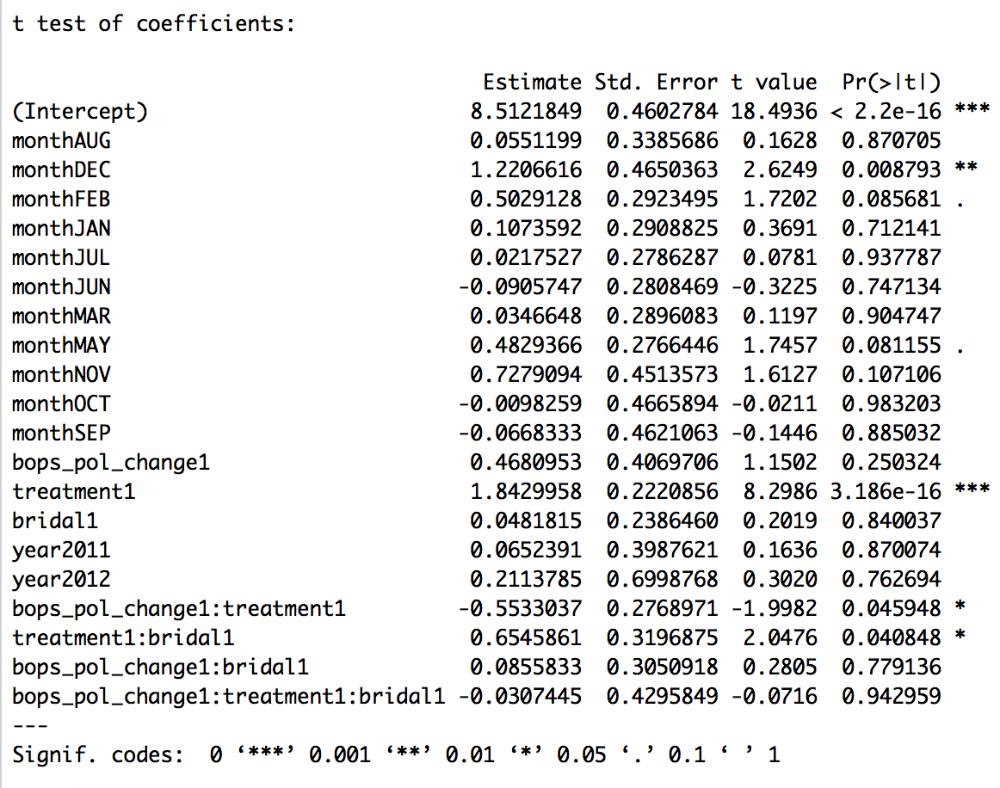 t test of coefficients:
Estimate Std. Error t value Pr(>|t|)
(Intercept) 8.5121849 0.4602784 18.4936 < 2.2e-16 ***
monthAUG 0.0551199 0.3385686 0.1628 0.870705
monthDEC 1.2206616 0.4650363 2.6249 0.008793 **
monthFEB 0.5029128 0.2923495 1.7202 0.085681 .
monthJAN 0.1073592 0.2908825 0.3691 0.712141
monthJUL 0.0217527 0.2786287 0.0781 0.937787
monthJUN -0.0905747 0.2808469 -0.3225 0.747134
monthMAR 0.0346648 0.2896083 0.1197 0.904747
monthMAY 0.4829366 0.2766446 1.7457 0.081155 .
monthNOV 0.7279094 0.4513573 1.6127 0.107106
monthOCT -0.0098259 0.4665894 -0.0211 0.983203
monthSEP -0.0668333 0.4621063 -0.1446 0.885032
bops_pol_change1 0.4680953 0.4069706 1.1502 0.250324
treatment1 1.8429958 0.2220856 8.2986 3.186e-16 ***
bridal1 0.0481815 0.2386460 0.2019 0.840037
year2011 0.0652391 0.3987621 0.1636 0.870074
year2012 0.2113785 0.6998768 0.3020 0.762694
bops_pol_change1:treatment1 -0.5533037 0.2768971 -1.9982 0.045948 *
treatment1:bridal1 0.6545861 0.3196875 2.0476 0.040848 *
bops_pol_change1:bridal1 0.0855833 0.3050918 0.2805 0.779136
bops_pol_change1:treatment1:bridal1 -0.0307445 0.4295849 -0.0716 0.942959
---
Signif. codes: 0 ‘***’ 0.001 ‘**’ 0.01 ‘*’ 0.05 ‘.’ 0.1 ‘ ’ 1